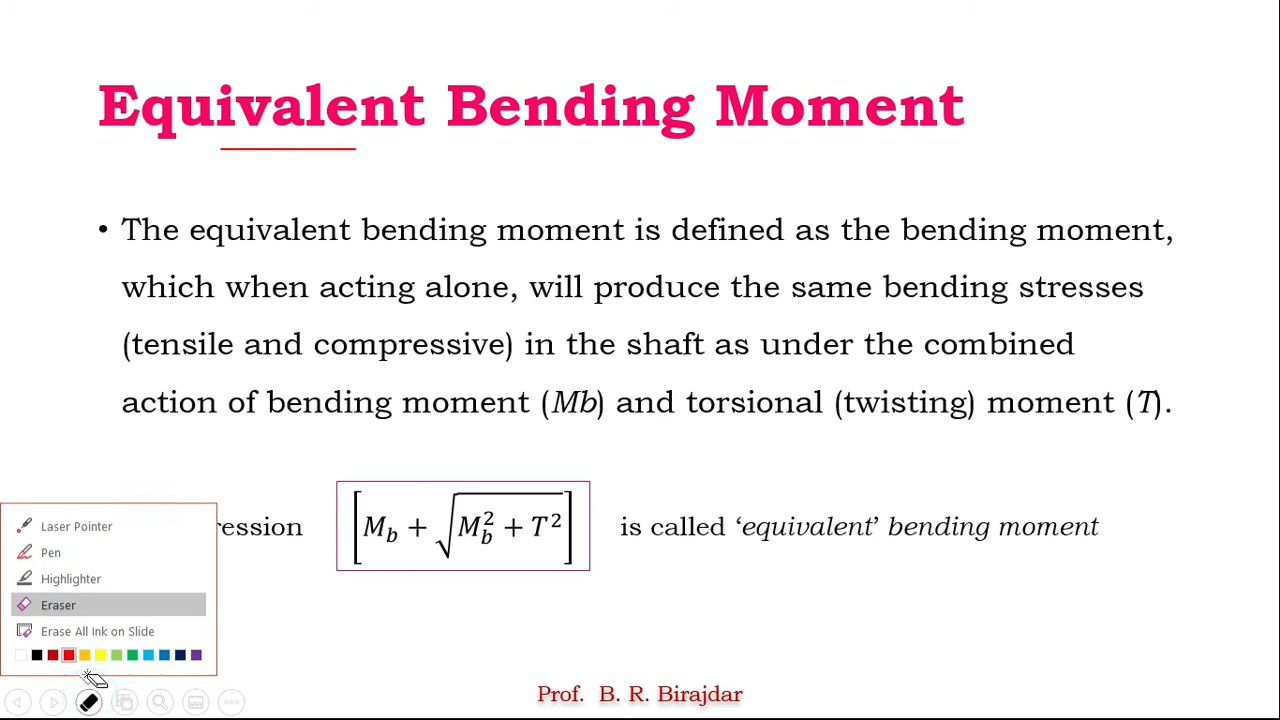 Equivalent Bending Moment
• The equivalent bending moment is defined as the bending moment,
which when acting alone, will produce the same bending stresses
(tensile and compressive) in the shaft as under the combined
action of bending moment (Mb) and torsional (twisting) moment (T).
ression [M_b + √(M_b^2 + T^2)] is called ‘equivalent’ bending moment
Laser Pointer
Pen
Highlighter
Eraser
Erase All Ink on Slide
Prof. B. R. Birajdar